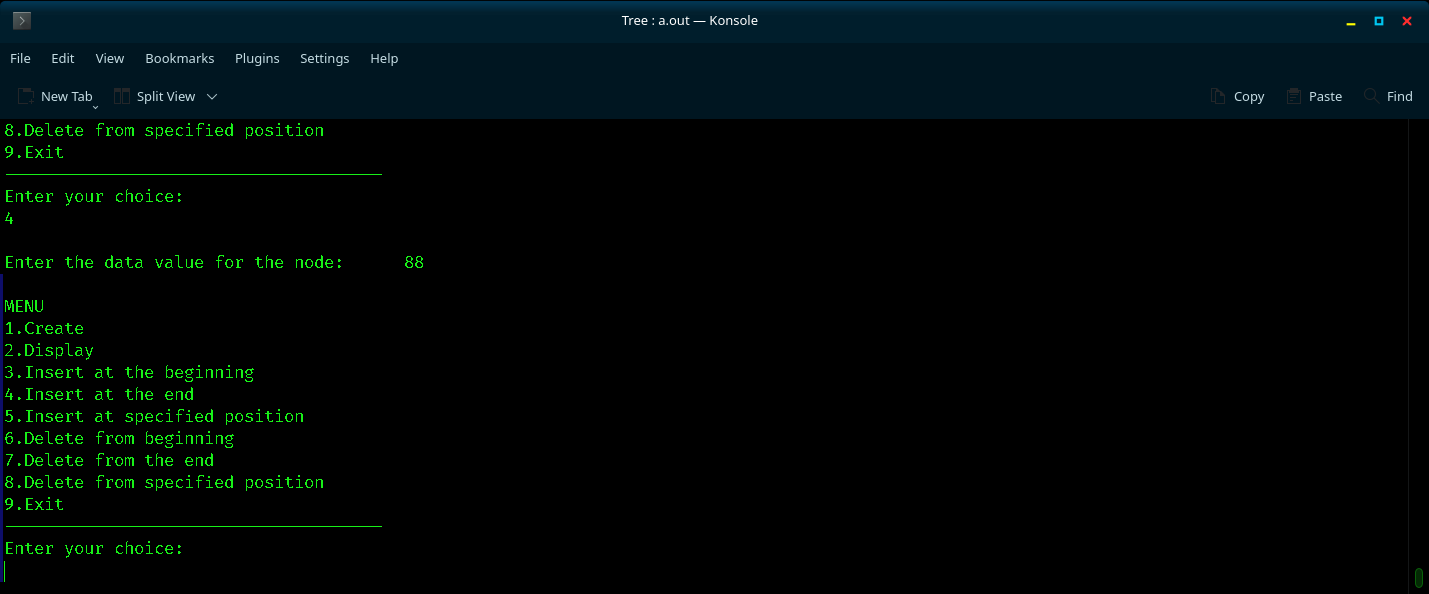 Tree : a.out — Konsole
File Edit View Bookmarks Plugins Settings Help
New Tab Split View Copy Paste Find
8.Delete from specified position
9.Exit
Enter your choice:
4
Enter the data value for the node: 88
MENU
1.Create
2.Display
3.Insert at the beginning
4.Insert at the end
5.Insert at specified position
6.Delete from beginning
7.Delete from the end
8.Delete from specified position
9.Exit
Enter your choice: